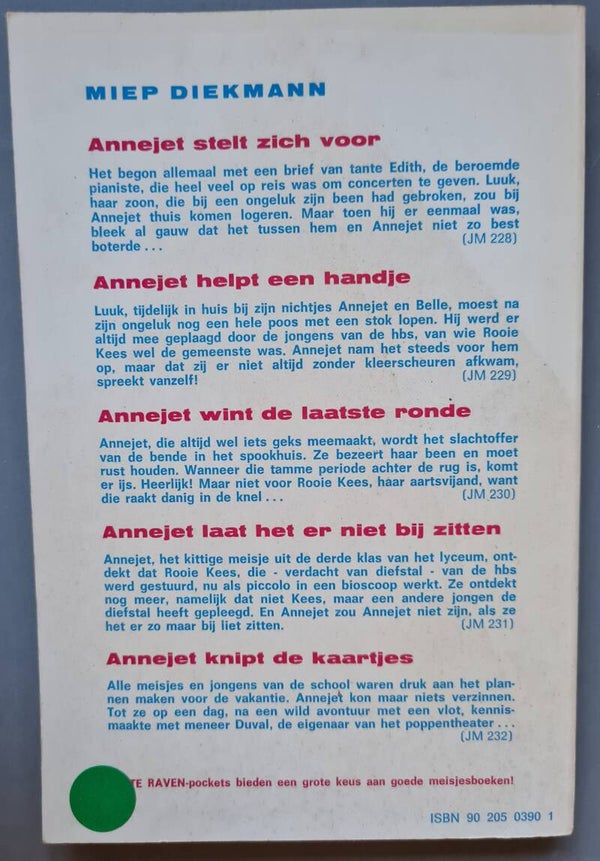 MIEP DIEKMANN
Annejet stelt zich voor
Het begon allemaal met een brief van tante Edith, de beroemde
pianiste, die heel veel op reis was om concerten te geven. Luuk,
haar zoon, die bij een ongeluk zijn been had gebroken, zou bij
Annejet thuis komen logeren. Maar toen hij er eenmaal was,
bleek al gauw dat het tussen hem en Annejet niet zo best
boterde ... (JM 228)
Annejet helpt een handje
Luuk, tijdelijk in huis bij zijn nichtjes Annejet en Belle, moest na
zijn ongeluk nog een hele poos met een stok lopen. Hij werd er
altijd mee geplaagd door de jongens van de hbs, van wie Rooie
Kees wel de gemeenste was. Annejet nam het steeds voor hem
op, maar dat zij er niet altijd zonder kleerscheuren afkwam,
spreekt vanzelf! (JM 229)
Annejet wint de laatste ronde
Annejet, die altijd wel iets geks meemaakt, wordt het slachtoffer
van de bende in het spookhuis. Ze bezeert haar been en moet
rust houden. Wanneer die tamme periode achter de rug is, komt
er ijs. Heerlijk! Maar niet voor Rooie Kees, haar aartsvijand, want
die raakt danig in de knel ... (JM 230)
Annejet laat het er niet bij zitten
Annejet, het kittige meisje uit de derde klas van het lyceum, ont-
dekt dat Rooie Kees, die - verdacht van diefstal - van de hbs
werd gestuurd, nu als piccolo in een bioscoop werkt. Ze ontdekt
nog meer, namelijk dat niet Kees, maar een andere jongen de
diefstal heeft gepleegd. En Annejet zou Annejet niet zijn, als ze
het er zo maar bij liet zitten. (JM 231)
Annejet knipt de kaartjes
Alle meisjes en jongens van de school waren druk aan het plan-
nen maken voor de vakantie. Annejet kon maar niets verzinnen.
Tot ze op een dag, na een wild avontuur met een vlot, kennis-
maakte met meneer Duval, de eigenaar van het poppentheater ...
(JM 232)
TE RAVEN-pockets bieden een grote keus aan goede meisjesboeken!
ISBN 90 205 0390 1